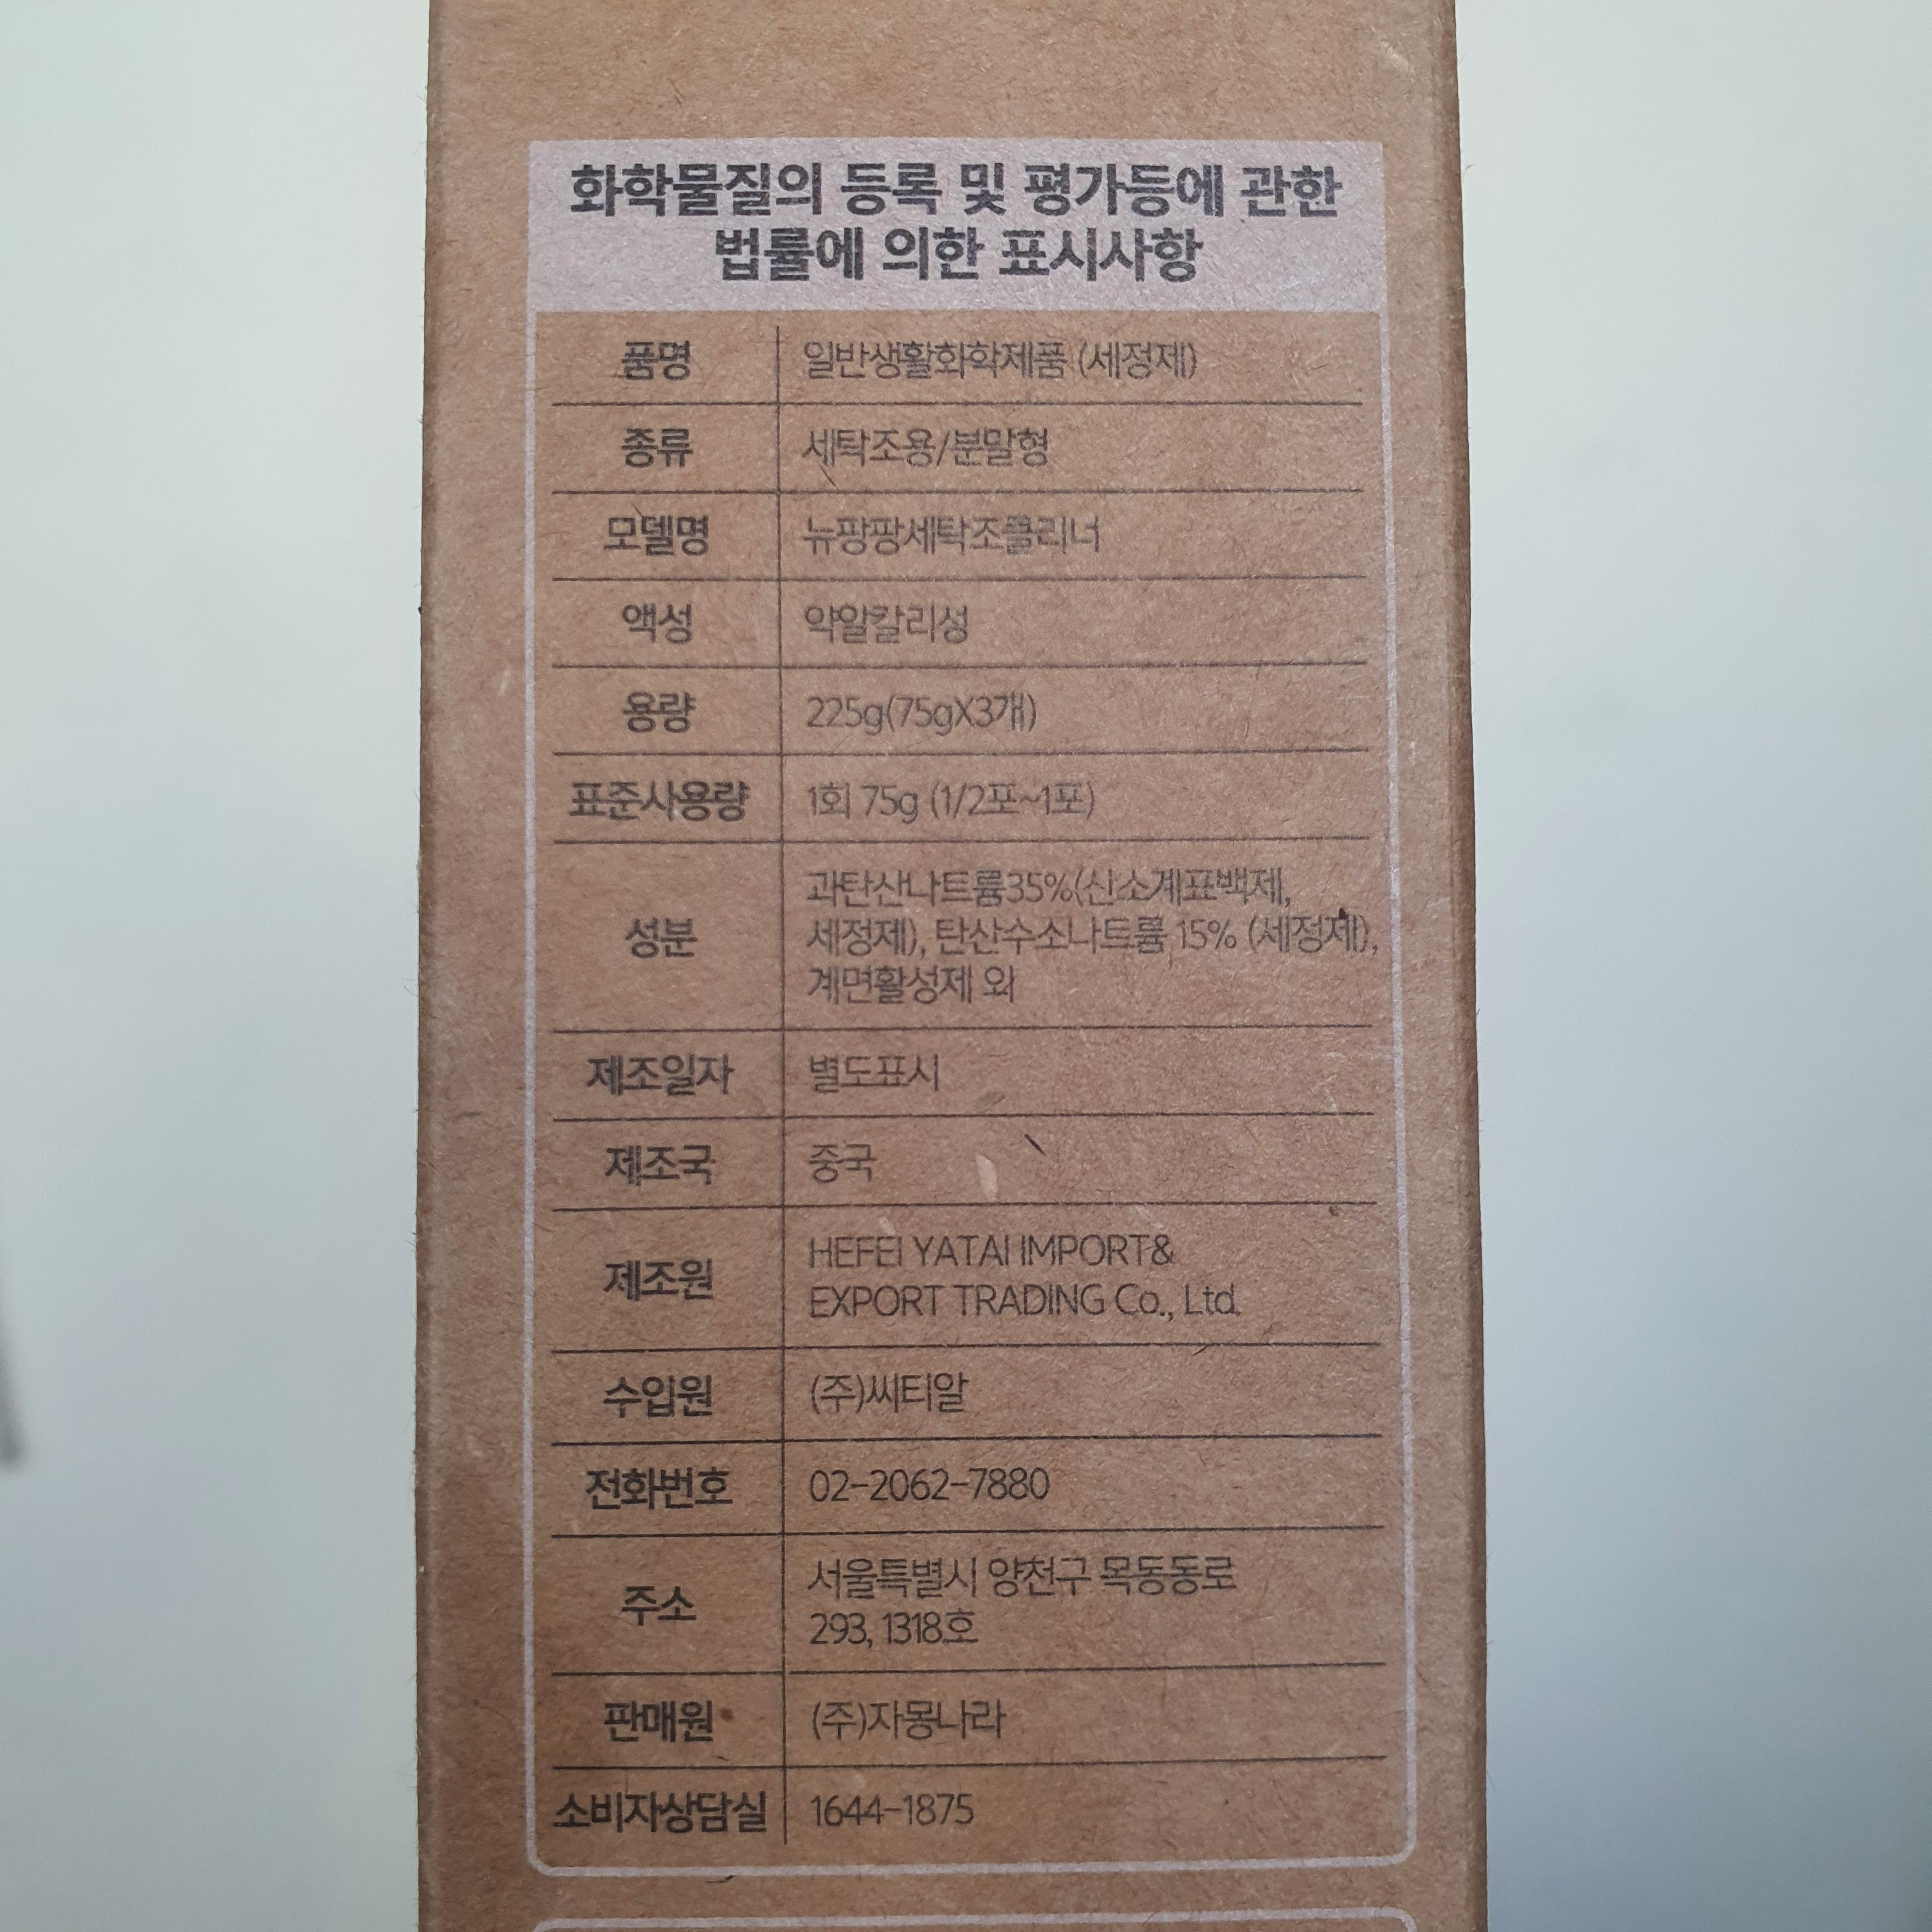 화학물질의 등록 및 평가등에 관한
법률에 의한 표시사항
품명 일반생활화학제품 (세정제)
종류 세탁조용/분말형
모델명 뉴팡팡세탁조클리너
액성 약알칼리성
용량 225g(75gX3개)
표준사용량 1회 75g (1/2포~1포)
성분 과탄산나트륨35%(산소계표백제,
세정제), 탄산수소나트륨 15% (세정제),
계면활성제 외
제조일자 별도표시
제조국 중국
제조원 HEFEI YATAI IMPORT&
EXPORT TRADING Co., Ltd.
수입원 (주)씨티알
전화번호 02-2062-7880
주소 서울특별시 양천구 목동동로
293, 1318호
판매원 (주)자몽나라
소비자상담실 1644-1875